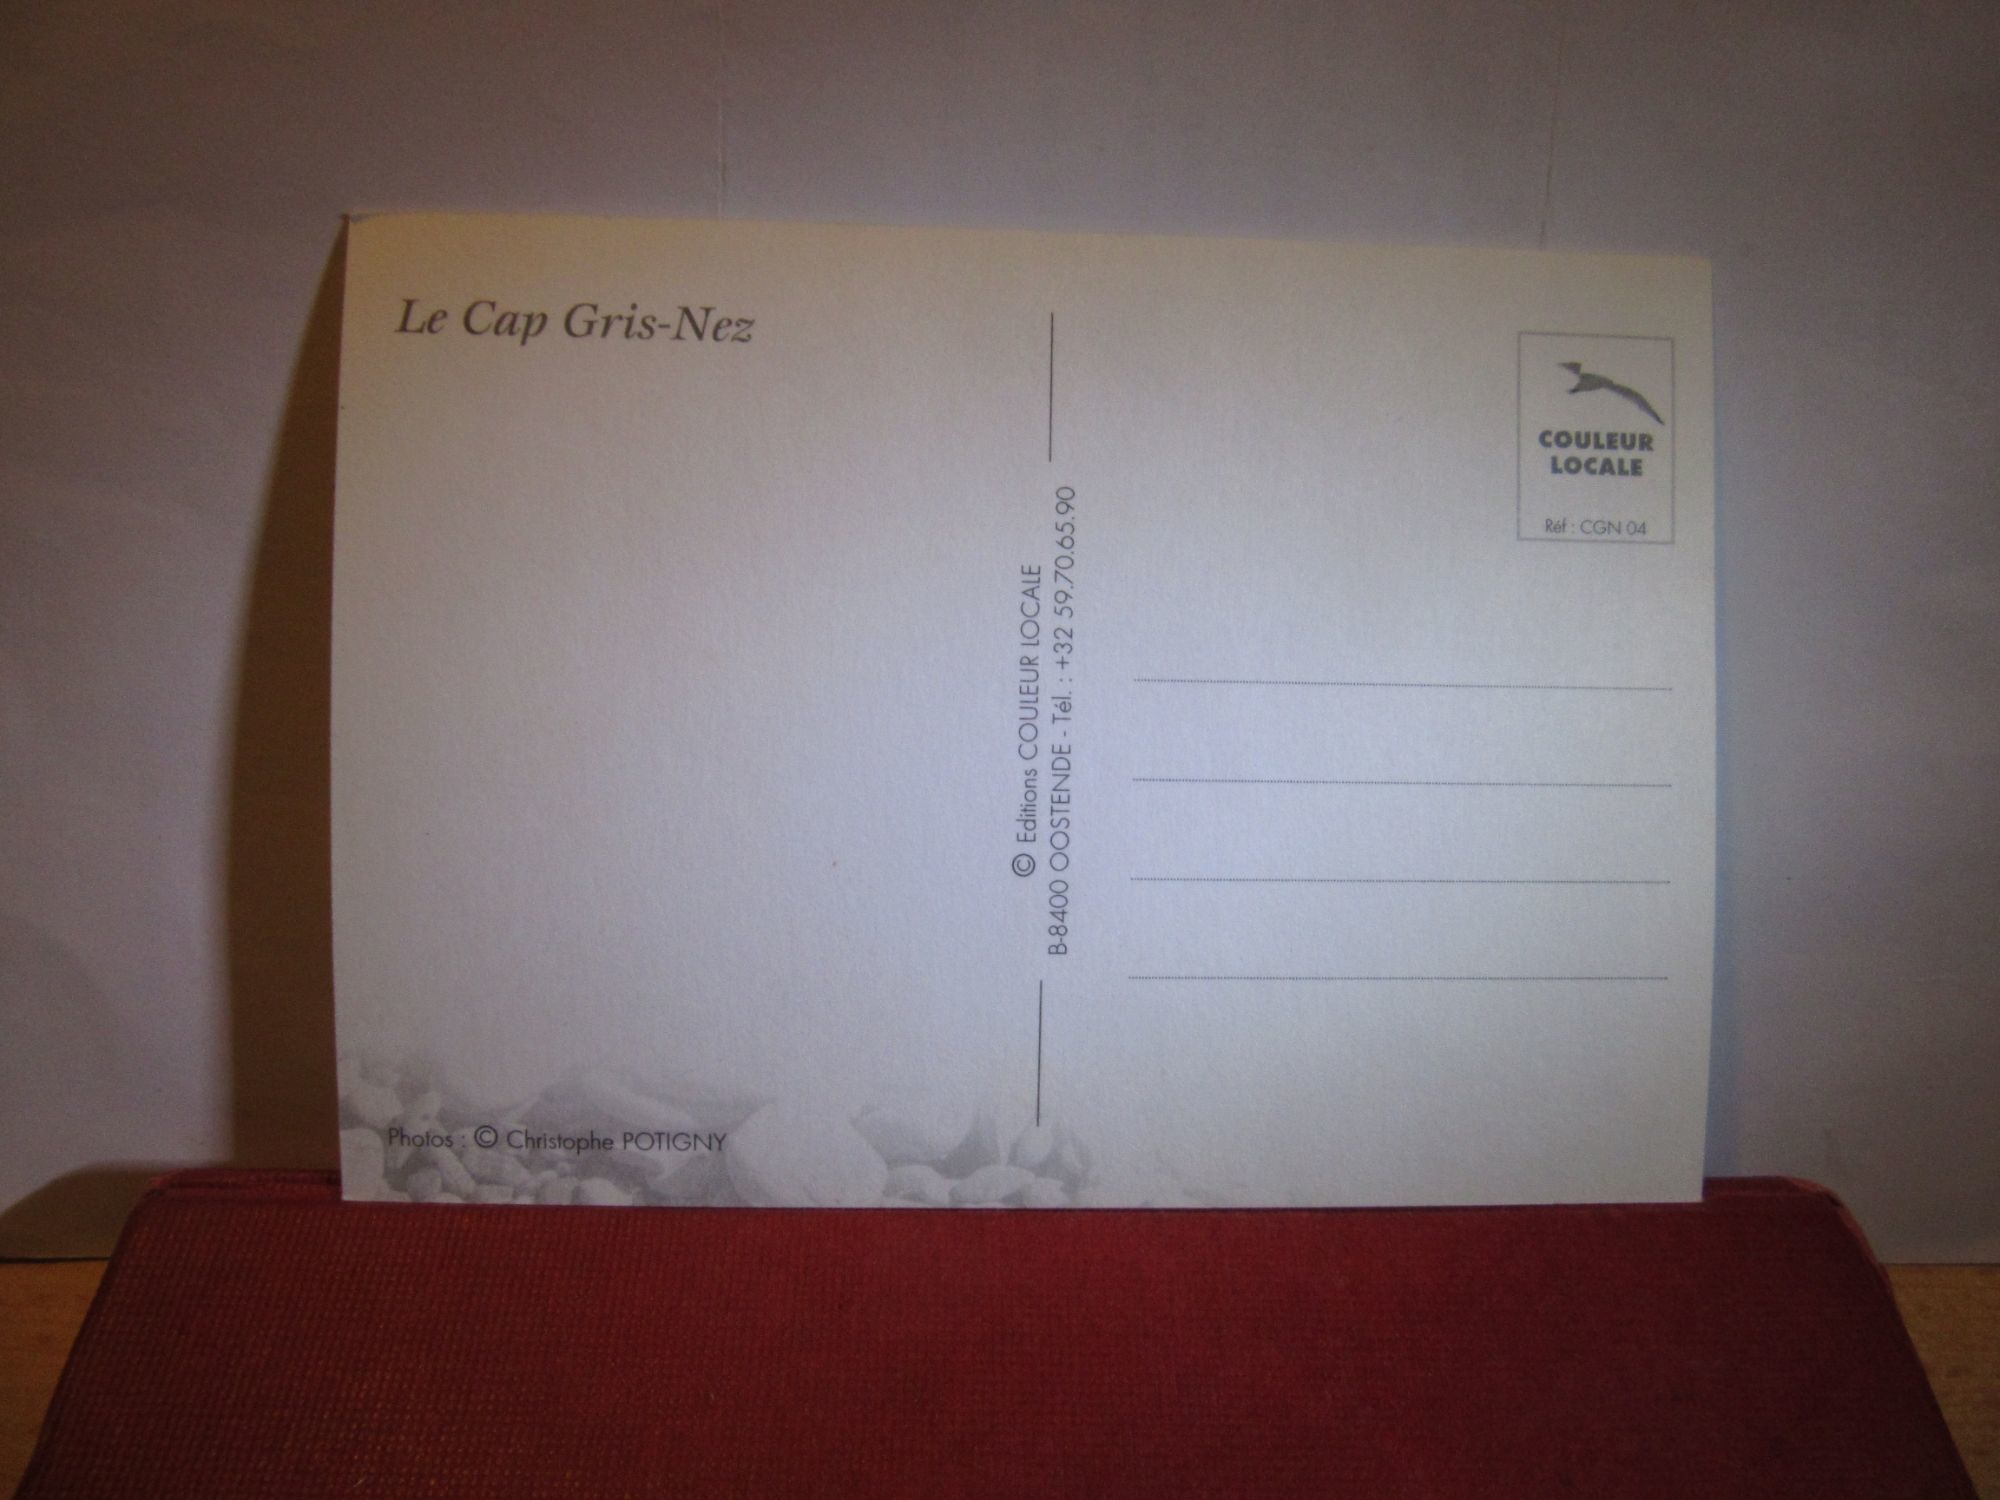 Le Cap Gris-Nez
COULEUR
LOCALE
Réf : CGN 04
© Editions COULEUR LOCALE
B-8400 OOSTENDE - Tél. : +32 59.70.65.90
Photos : © Christophe POTIGNY